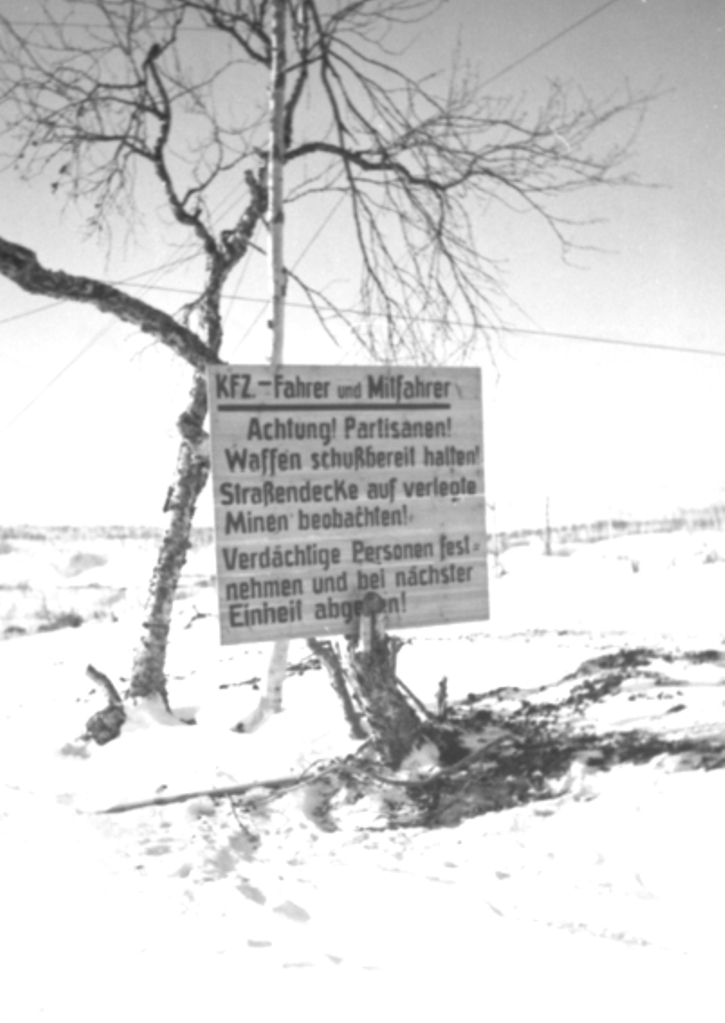 KFZ.-Fahrer und Mitfahrer
Achtung! Partisanen!
Waffen schußbereit halten!
Straßendecke auf verlegte
Minen beobachten!
Verdächtige Personen fest-
nehmen und bei nächster
Einheit